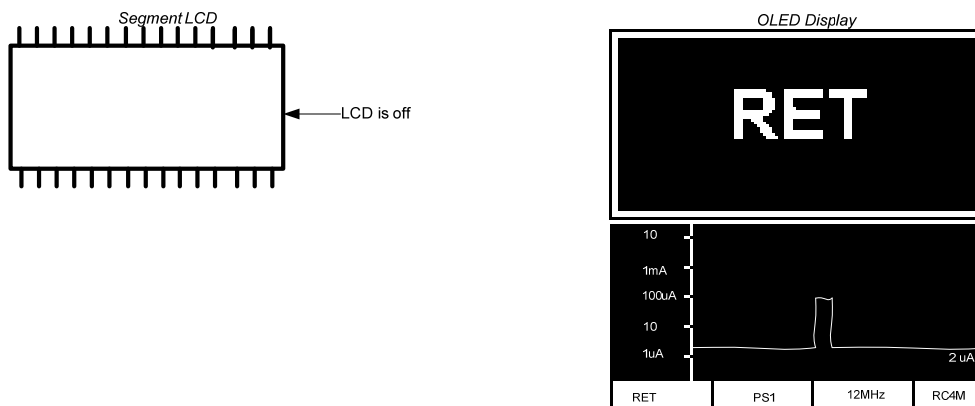 Segment LCD
LCD is off
OLED Display
RET
10
1mA
100uA
10
1uA
2 uA
RET PS1 12MHz RC4M